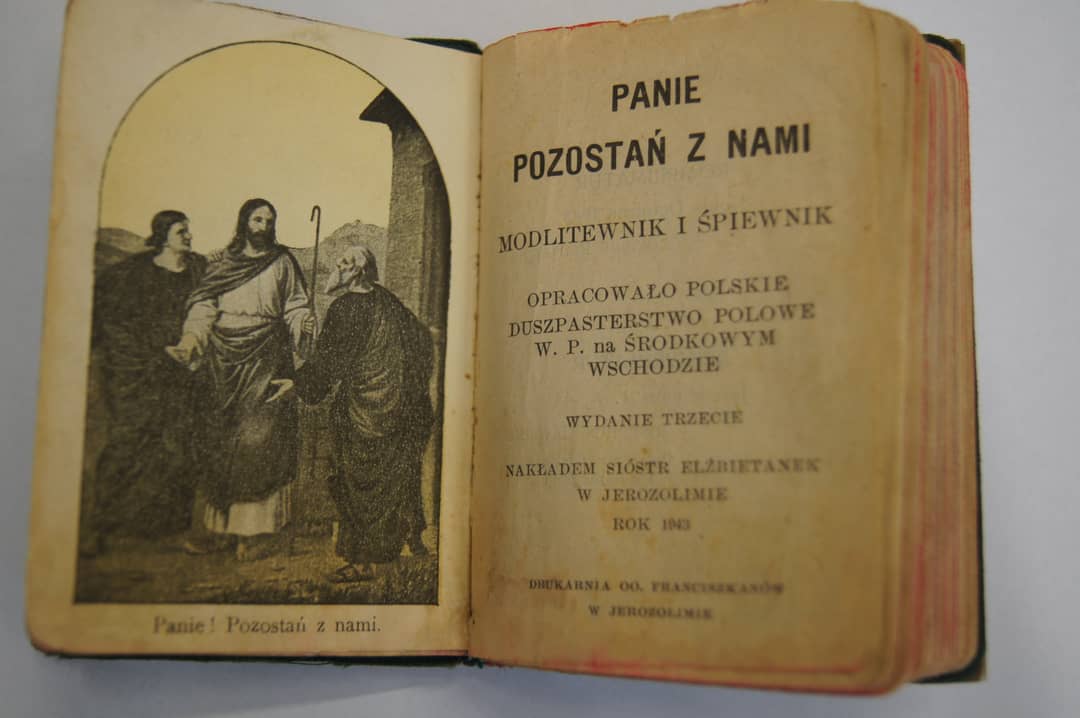 Panie! Pozostań z nami.
PANIE
POZOSTAŃ Z NAMI
MODLITEWNIK I ŚPIEWNIK
OPRACOWAŁO POLSKIE
DUSZPASTERSTWO POLOWE
W. P. na ŚRODKOWYM
WSCHODZIE
WYDANIE TRZECIE
NAKŁADEM SIÓSTR ELŻBIETANEK
W JEROZOLIMIE
ROK 1943
DRUKARNIA OO. FRANCISZKANÓW
W JEROZOLIMIE